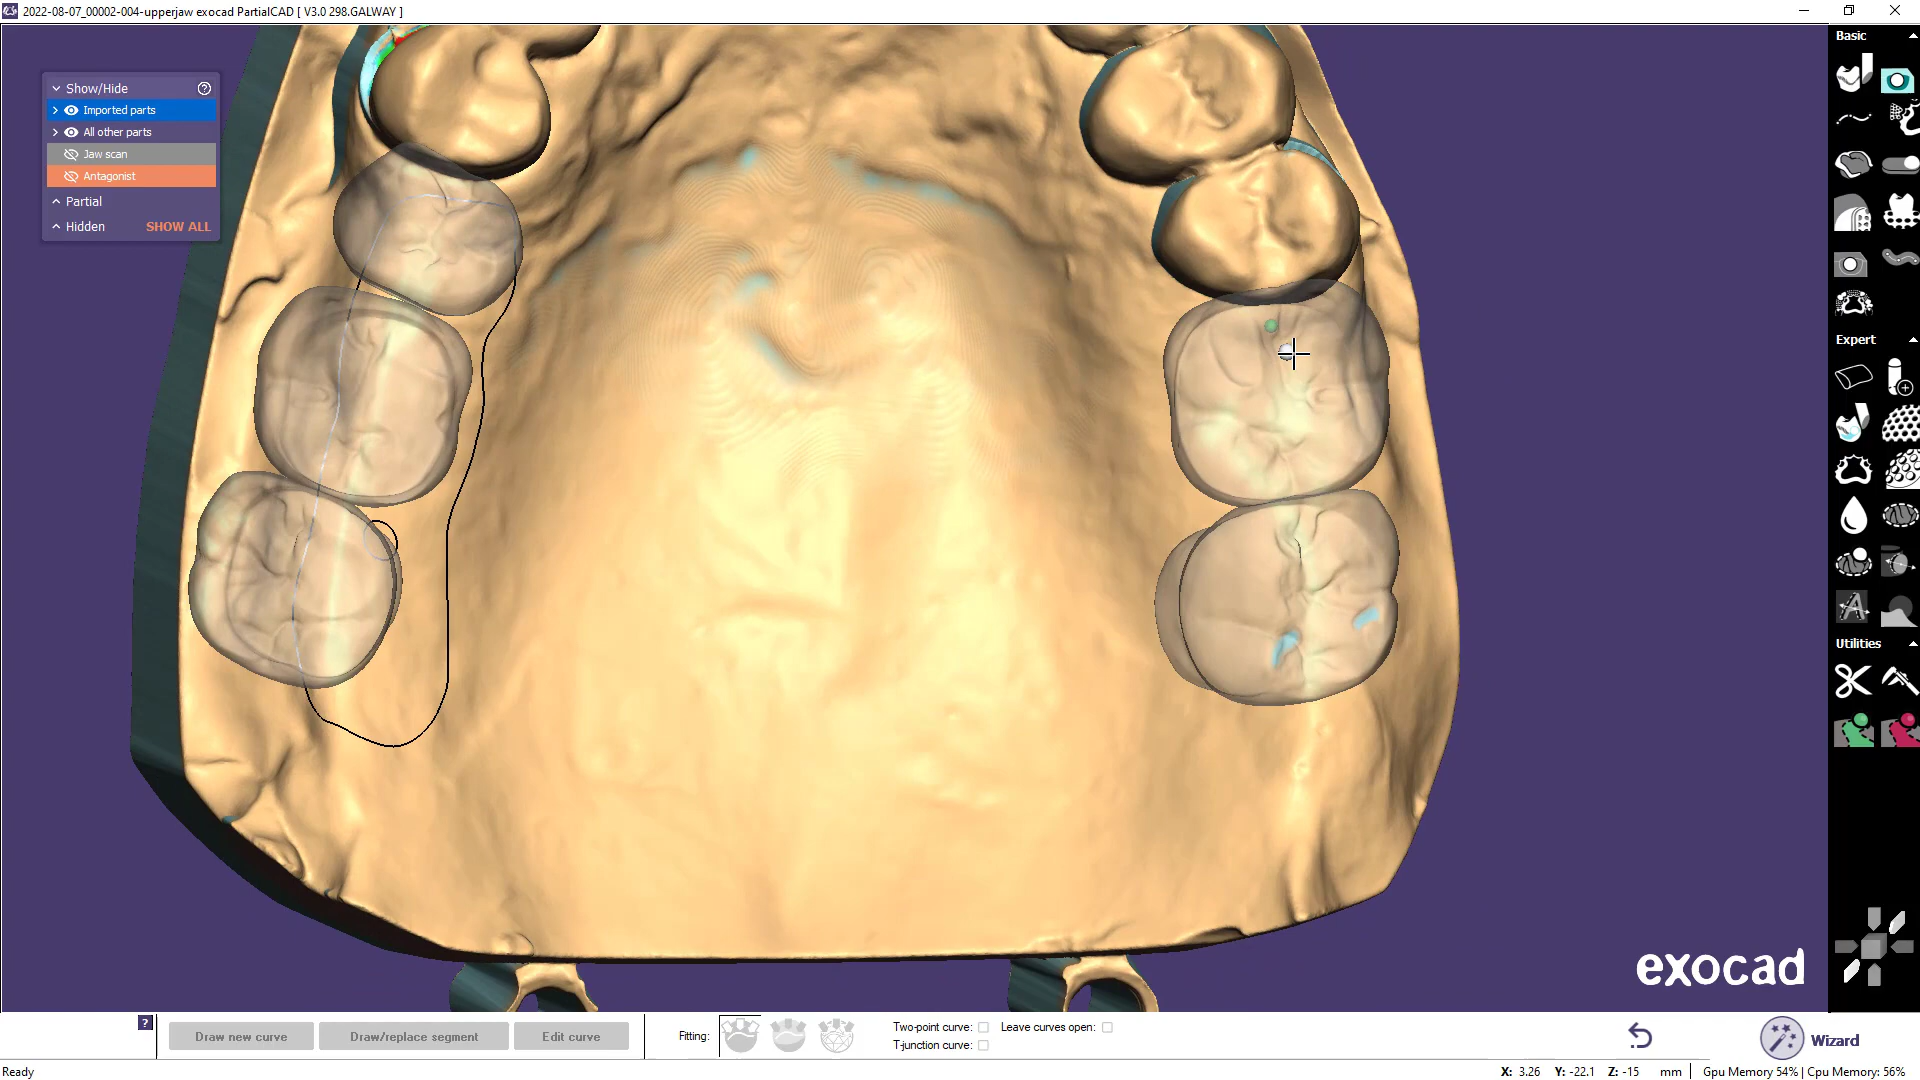 2022-08-07_00002-004-upperjaw exocad PartialCAD [ V3.0 298.GALWAY ]
Basic
Show/Hide ?
Imported parts
All other parts
Jaw scan
Antagonist
Partial
Hidden SHOW ALL
Expert
A
Utilities
exocad
?
Draw new curve Draw/replace segment Edit curve Fitting: Two-point curve: Leave curves open:
T-junction curve:
Wizard
Ready X: 3.26 Y: -22.1 Z: -15 mm Gpu Memory 54% | Cpu Memory: 56%